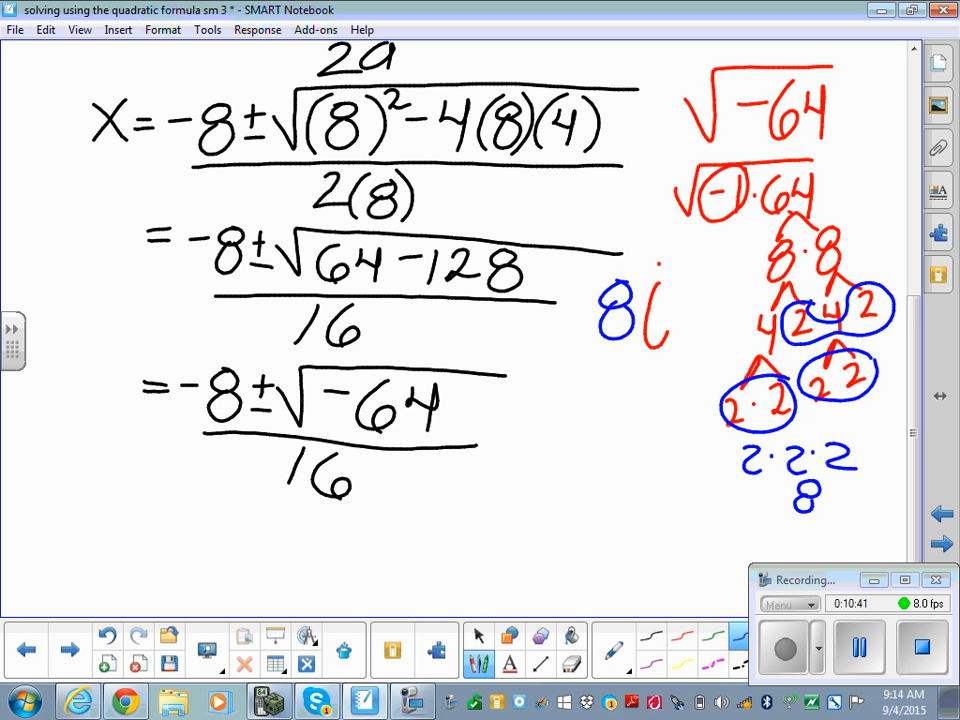 solving using the quadratic formula sm 3 * - SMART Notebook
File Edit View Insert Format Tools Response Add-ons Help
2a
X = -8 ± √(8)² - 4(8)(4)
2(8)
= -8 ± √64 - 128
16
= -8 ± √-64
16
√-64
√-1 · 64
8 · 8
4 2 4 2
2 · 2 2 2
2 · 2 · 2
8
8i
Recording...
Menu 0:10:41 8.0 fps
A
84
9:14 AM
9/4/2015